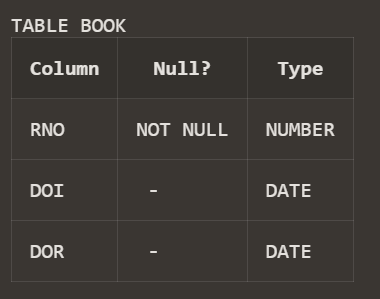 TABLE BOOK
Column Null? Type
RNO NOT NULL NUMBER
DOI - DATE
DOR - DATE